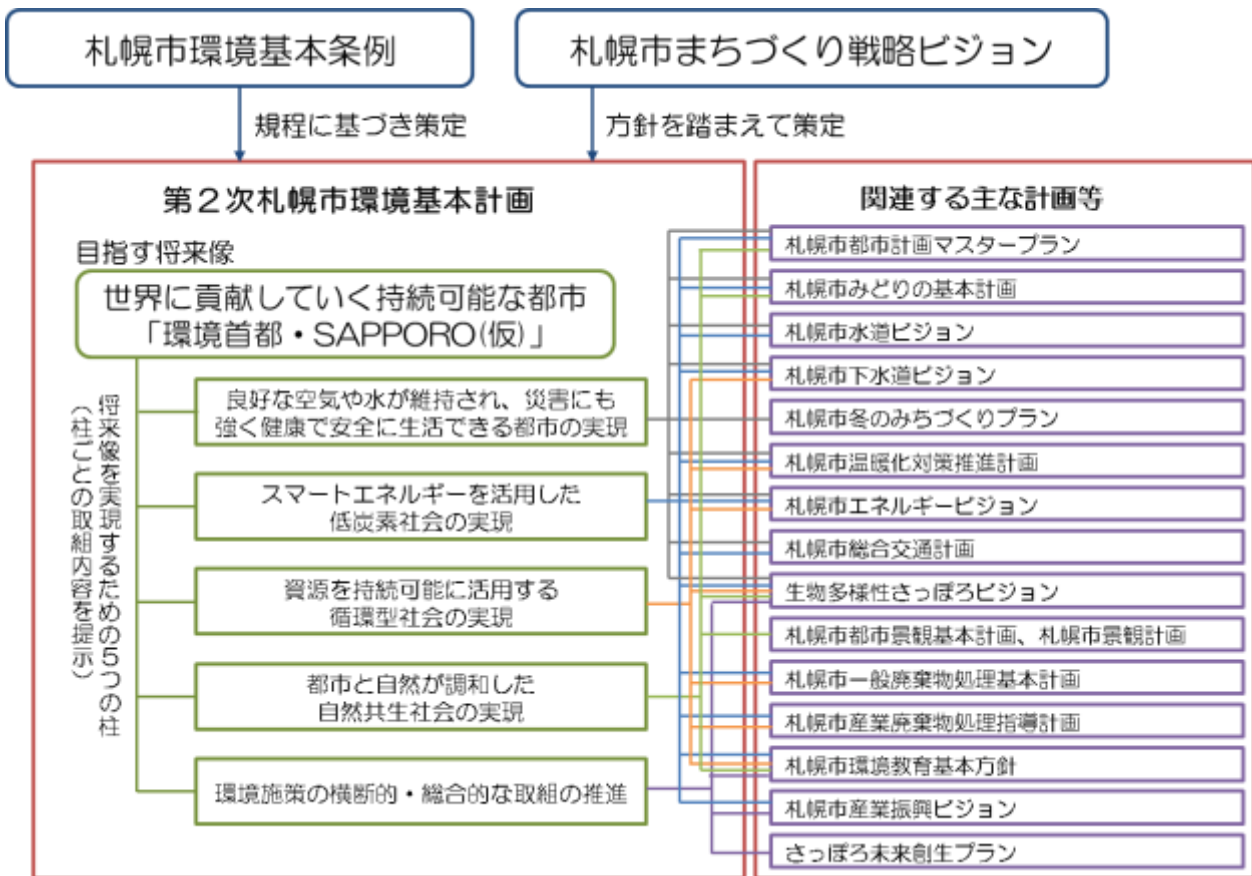 札幌市環境基本条例
札幌市まちづくり戦略ビジョン
規程に基づき策定
方針を踏まえて策定
第2次札幌市環境基本計画
目指す将来像
世界に貢献していく持続可能な都市
「環境首都・SAPPORO(仮)」
将来像を実現するための5つの柱
(柱ごとの取組内容を提示)
良好な空気や水が維持され、災害にも
強く健康で安全に生活できる都市の実現
スマートエネルギーを活用した
低炭素社会の実現
資源を持続可能に活用する
循環型社会の実現
都市と自然が調和した
自然共生社会の実現
環境施策の横断的・総合的な取組の推進
関連する主な計画等
札幌市都市計画マスタープラン
札幌市みどりの基本計画
札幌市水道ビジョン
札幌市下水道ビジョン
札幌市冬のみちづくりプラン
札幌市温暖化対策推進計画
札幌市エネルギービジョン
札幌市総合交通計画
生物多様性さっぽろビジョン
札幌市都市景観基本計画、札幌市景観計画
札幌市一般廃棄物処理基本計画
札幌市産業廃棄物処理指導計画
札幌市環境教育基本方針
札幌市産業振興ビジョン
さっぽろ未来創生プラン